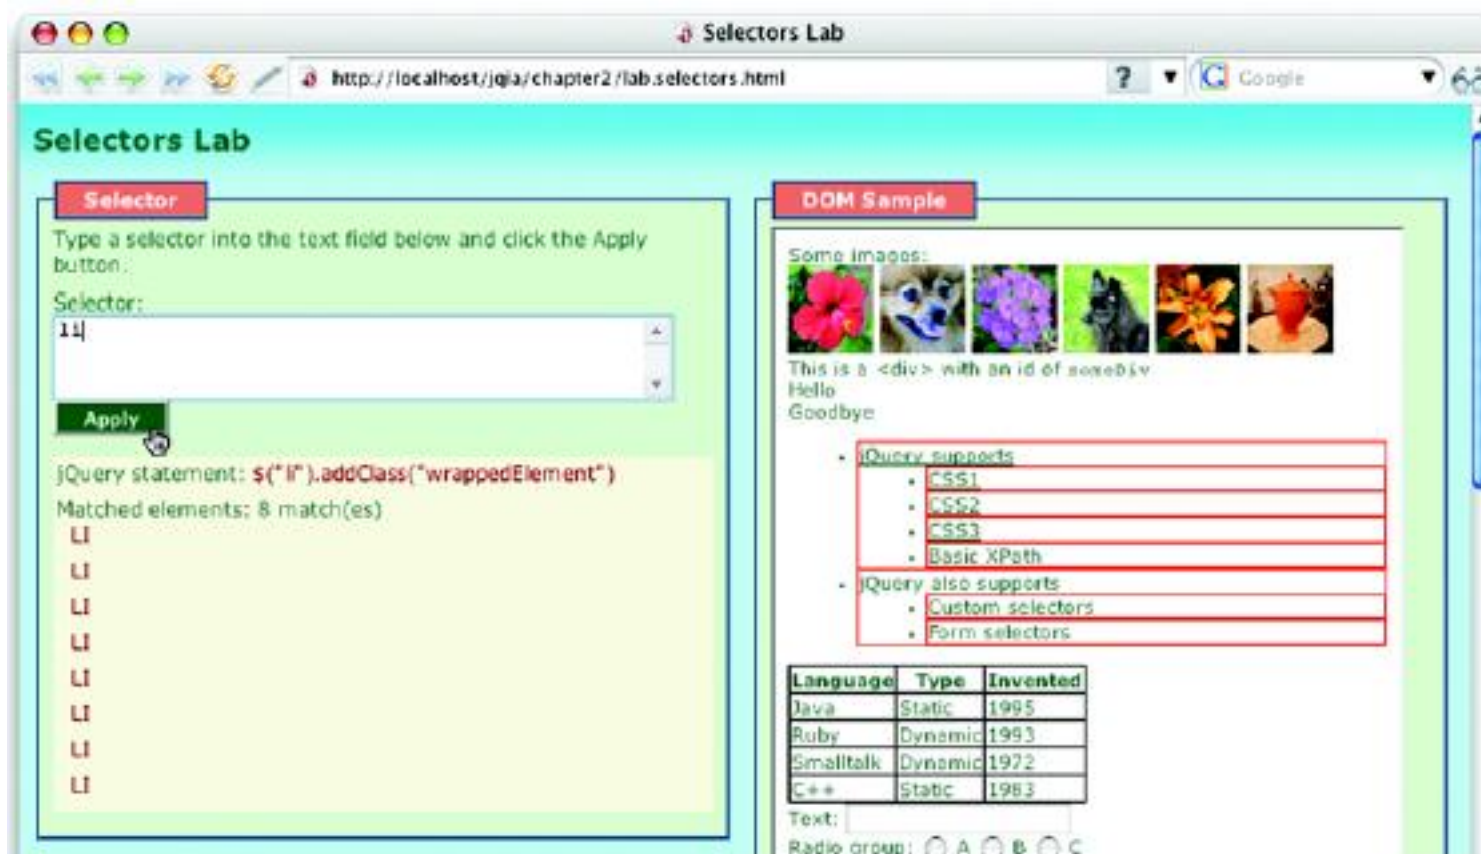 Selectors Lab
http://localhost/jqia/chapter2/lab.selectors.html
?
G Google
Selectors Lab
Selector
Type a selector into the text field below and click the Apply
button.
Selector:
li
Apply
jQuery statement: $("li").addClass("wrappedElement")
Matched elements: 8 match(es)
LI
LI
LI
LI
LI
LI
LI
LI
DOM Sample
Some images:
This is a <div> with an id of someDiv
Hello
Goodbye
jQuery supports
CSS1
CSS2
CSS3
Basic XPath
jQuery also supports
Custom selectors
Form selectors
Language Type Invented
Java Static 1995
Ruby Dynamic 1993
Smalltalk Dynamic 1972
C++ Static 1983
Text:
Radio group: A B C